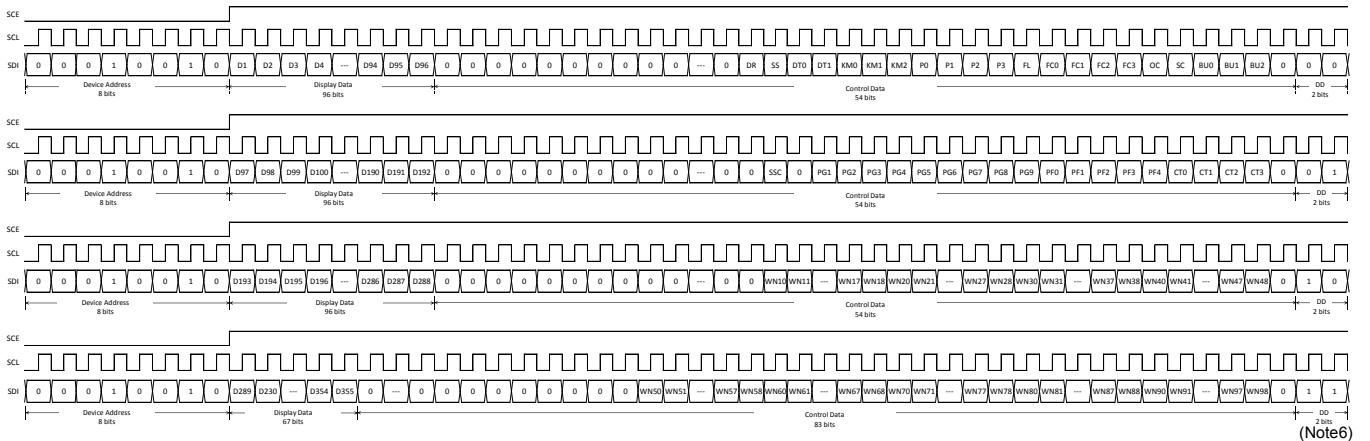 SCE
SCL
SDI 0 0 0 1 0 0 1 0 D1 D2 D3 D4 --- D94 D95 D96 0 0 0 0 0 0 0 0 0 0 --- 0 DR SS DT0 DT1 KM0 KM1 KM2 P0 P1 P2 P3 FL FC0 FC1 FC2 FC3 OC SC BU0 BU1 BU2 0 0 0
Device Address Display Data Control Data DD
8 bits 96 bits 54 bits 2 bits
SCE
SCL
SDI 0 0 0 1 0 0 1 0 D97 D98 D99 D100 --- D190 D191 D192 0 0 0 0 0 0 0 0 0 0 --- 0 0 SSC 0 PG1 PG2 PG3 PG4 PG5 PG6 PG7 PG8 PG9 PF0 PF1 PF2 PF3 PF4 CT0 CT1 CT2 CT3 0 0 1
Device Address Display Data Control Data DD
8 bits 96 bits 54 bits 2 bits
SCE
SCL
SDI 0 0 0 1 0 0 1 0 D193 D194 D195 D196 --- D286 D287 D288 0 0 0 0 0 0 0 0 0 0 --- 0 0 WN10 WN11 --- WN17 WN18 WN20 WN21 --- WN27 WN28 WN30 WN31 --- WN37 WN38 WN40 WN41 --- WN47 WN48 0 1 0
Device Address Display Data Control Data DD
8 bits 96 bits 54 bits 2 bits
SCE
SCL
SDI 0 0 0 1 0 0 1 0 D289 D230 --- D354 D355 0 --- 0 0 0 0 0 0 0 0 0 WN50 WN51 --- WN57 WN58 WN60 WN61 --- WN67 WN68 WN70 WN71 --- WN77 WN78 WN80 WN81 --- WN87 WN88 WN90 WN91 --- WN97 WN98 0 1 1
Device Address Display Data Control Data DD
8 bits 67 bits 83 bits 2 bits
(Note6)